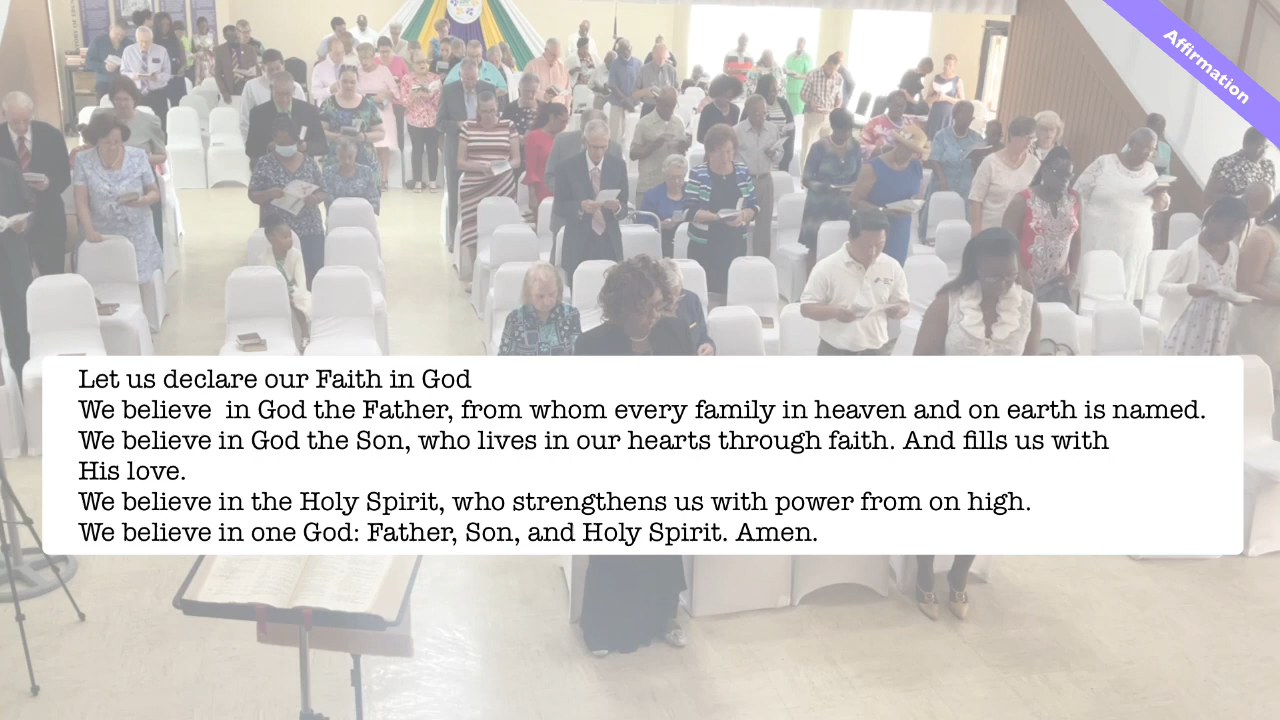 Affirmation
Let us declare our Faith in God
We believe  in God the Father, from whom every family in heaven and on earth is named.
We believe in God the Son, who lives in our hearts through faith. And fills us with
His love.
We believe in the Holy Spirit, who strengthens us with power from on high.
We believe in one God: Father, Son, and Holy Spirit. Amen.